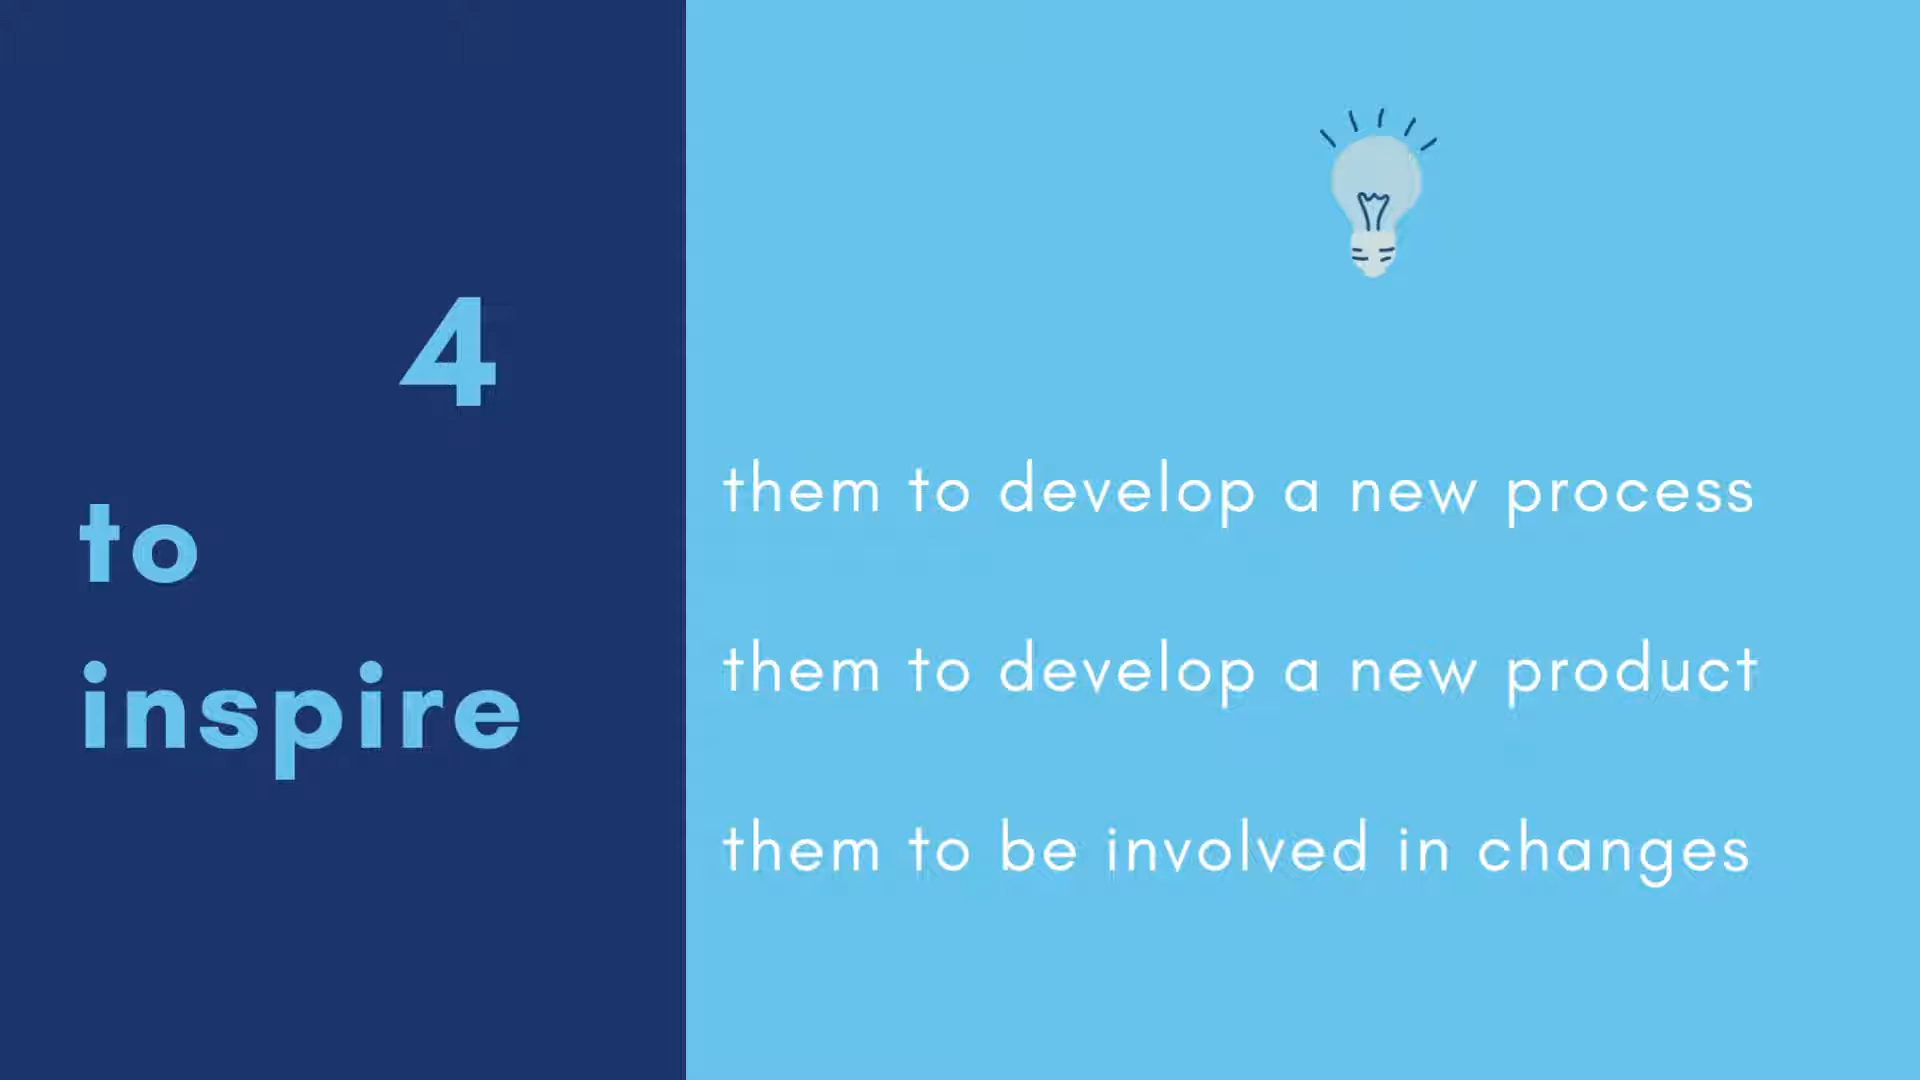 4
to
inspire
them to develop a new process
them to develop a new product
them to be involved in changes